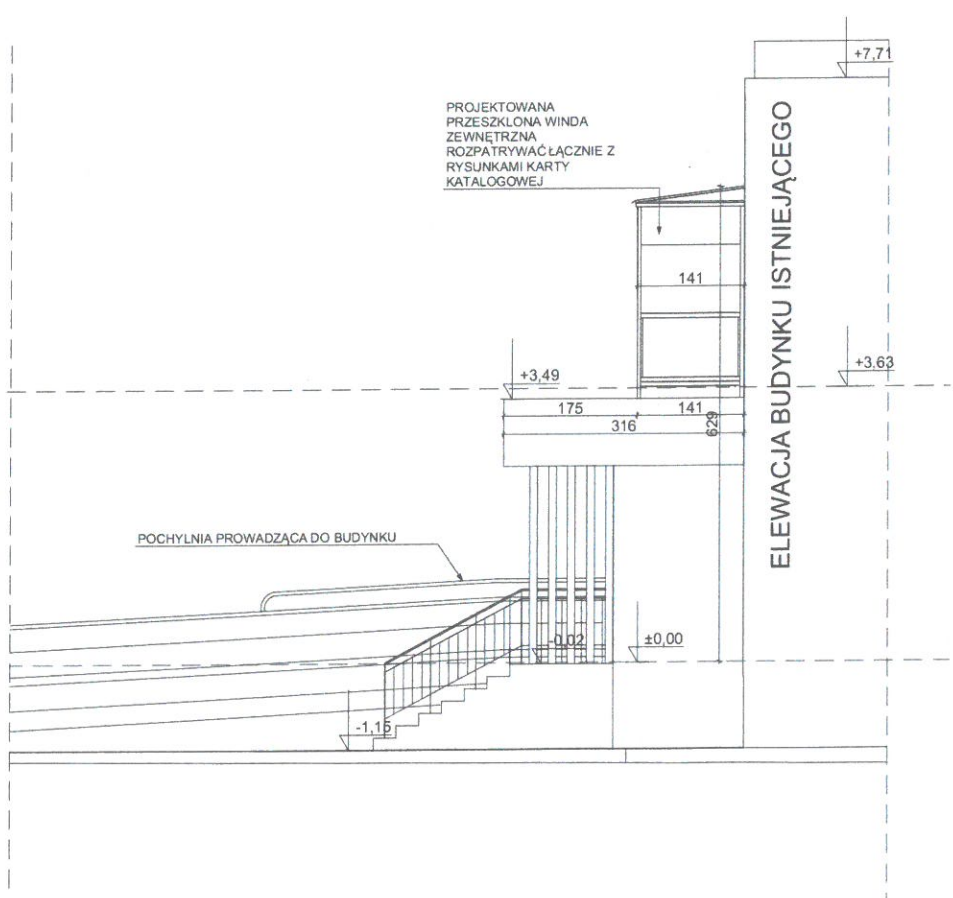 +7,71
PROJEKTOWANA
PRZESZKLONA WINDA
ZEWNĘTRZNA
ROZPATRYWAĆ ŁĄCZNIE Z
RYSUNKAMI KARTY
KATALOGOWEJ
ELEWACJA BUDYNKU ISTNIEJĄCEGO
141
+3,49
+3.63
175
141
316
629
POCHYLNIA PROWADZĄCA DO BUDYNKU
-0,02
±0,00
-1,15